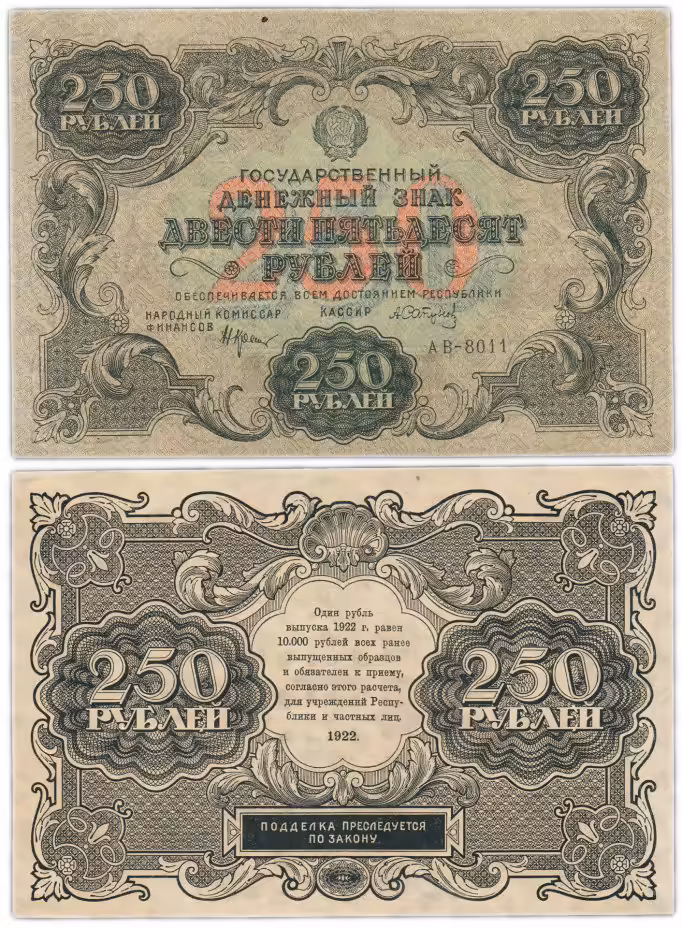 250
РУБЛЕЙ
250
РУБЛЕЙ
ГОСУДАРСТВЕННЫЙ
ДЕНЕЖНЫЙ ЗНАК
250
ДВЕСТИ ПЯТЬДЕСЯТ
РУБЛЕЙ
ОБЕСПЕЧИВАЕТСЯ ВСЕМ ДОСТОЯНИЕМ РЕСПУБЛИКИ
НАРОДНЫЙ КОМИССАР
ФИНАНСОВ
КАССИР
250
РУБЛЕЙ
АВ-8011
Один рубль
выпуска 1922 г. равен
10.000 рублей всех ранее
выпущенных образцов
и обязателен к приему,
согласно этого расчета,
для учреждений Респу-
блики и частных лиц.
1922.
250
РУБЛЕЙ
250
РУБЛЕЙ
ПОДДЕЛКА ПРЕСЛЕДУЕТСЯ
ПО ЗАКОНУ.